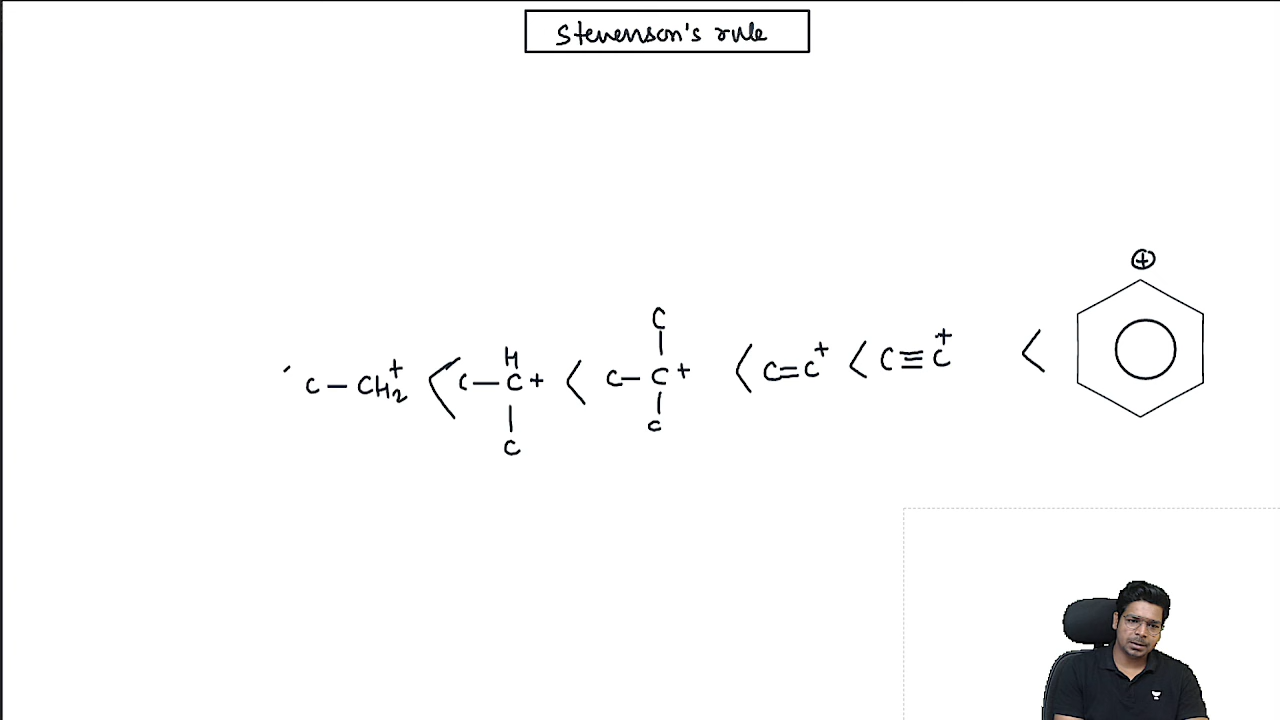 Stevenson's rule
⊕
C
H
C – CH₂⁺ < C – C + < C – C + < C = C⁺ < C ≡ C⁺ <
C
C